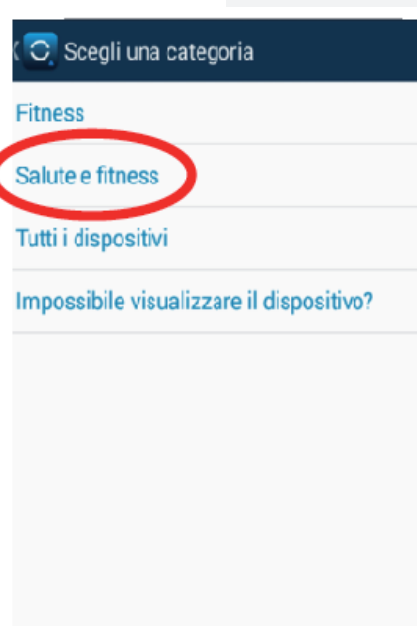 Scegli una categoria
Fitness
Salute e fitness
Tutti i dispositivi
Impossibile visualizzare il dispositivo?